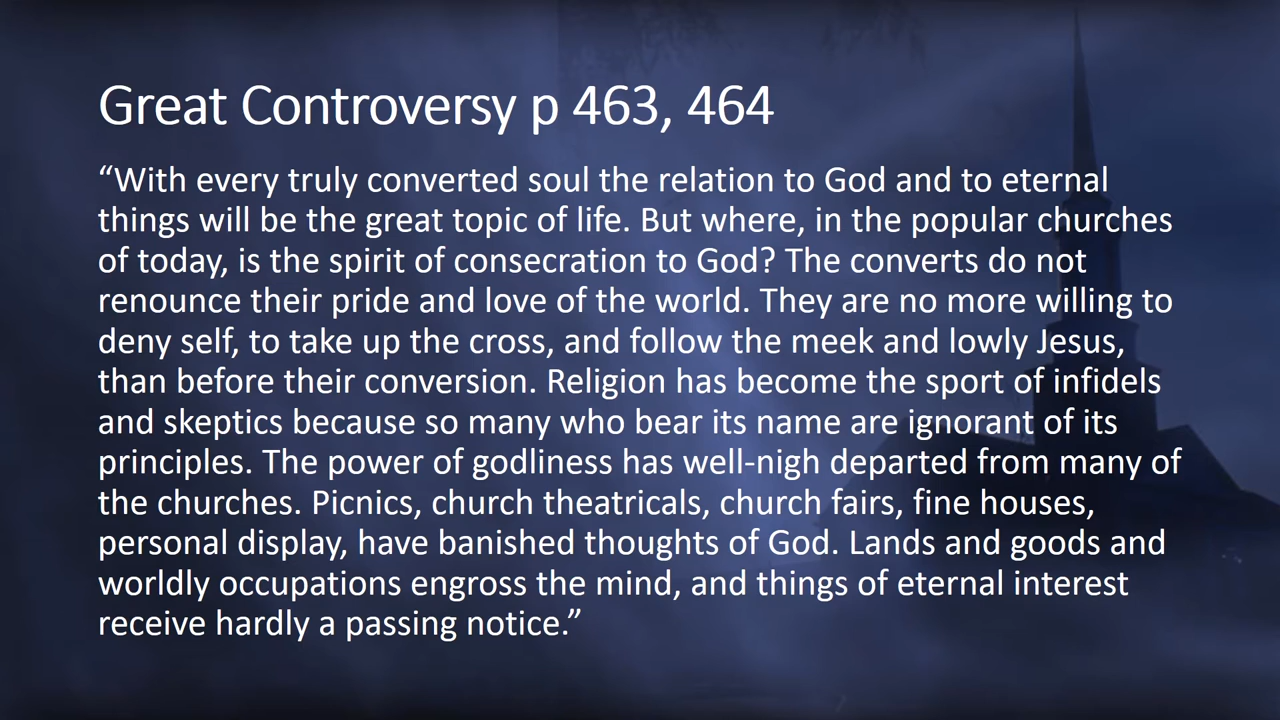 Great Controversy p 463, 464
“With every truly converted soul the relation to God and to eternal
things will be the great topic of life. But where, in the popular churches
of today, is the spirit of consecration to God? The converts do not
renounce their pride and love of the world. They are no more willing to
deny self, to take up the cross, and follow the meek and lowly Jesus,
than before their conversion. Religion has become the sport of infidels
and skeptics because so many who bear its name are ignorant of its
principles. The power of godliness has well-nigh departed from many of
the churches. Picnics, church theatricals, church fairs, fine houses,
personal display, have banished thoughts of God. Lands and goods and
worldly occupations engross the mind, and things of eternal interest
receive hardly a passing notice.”